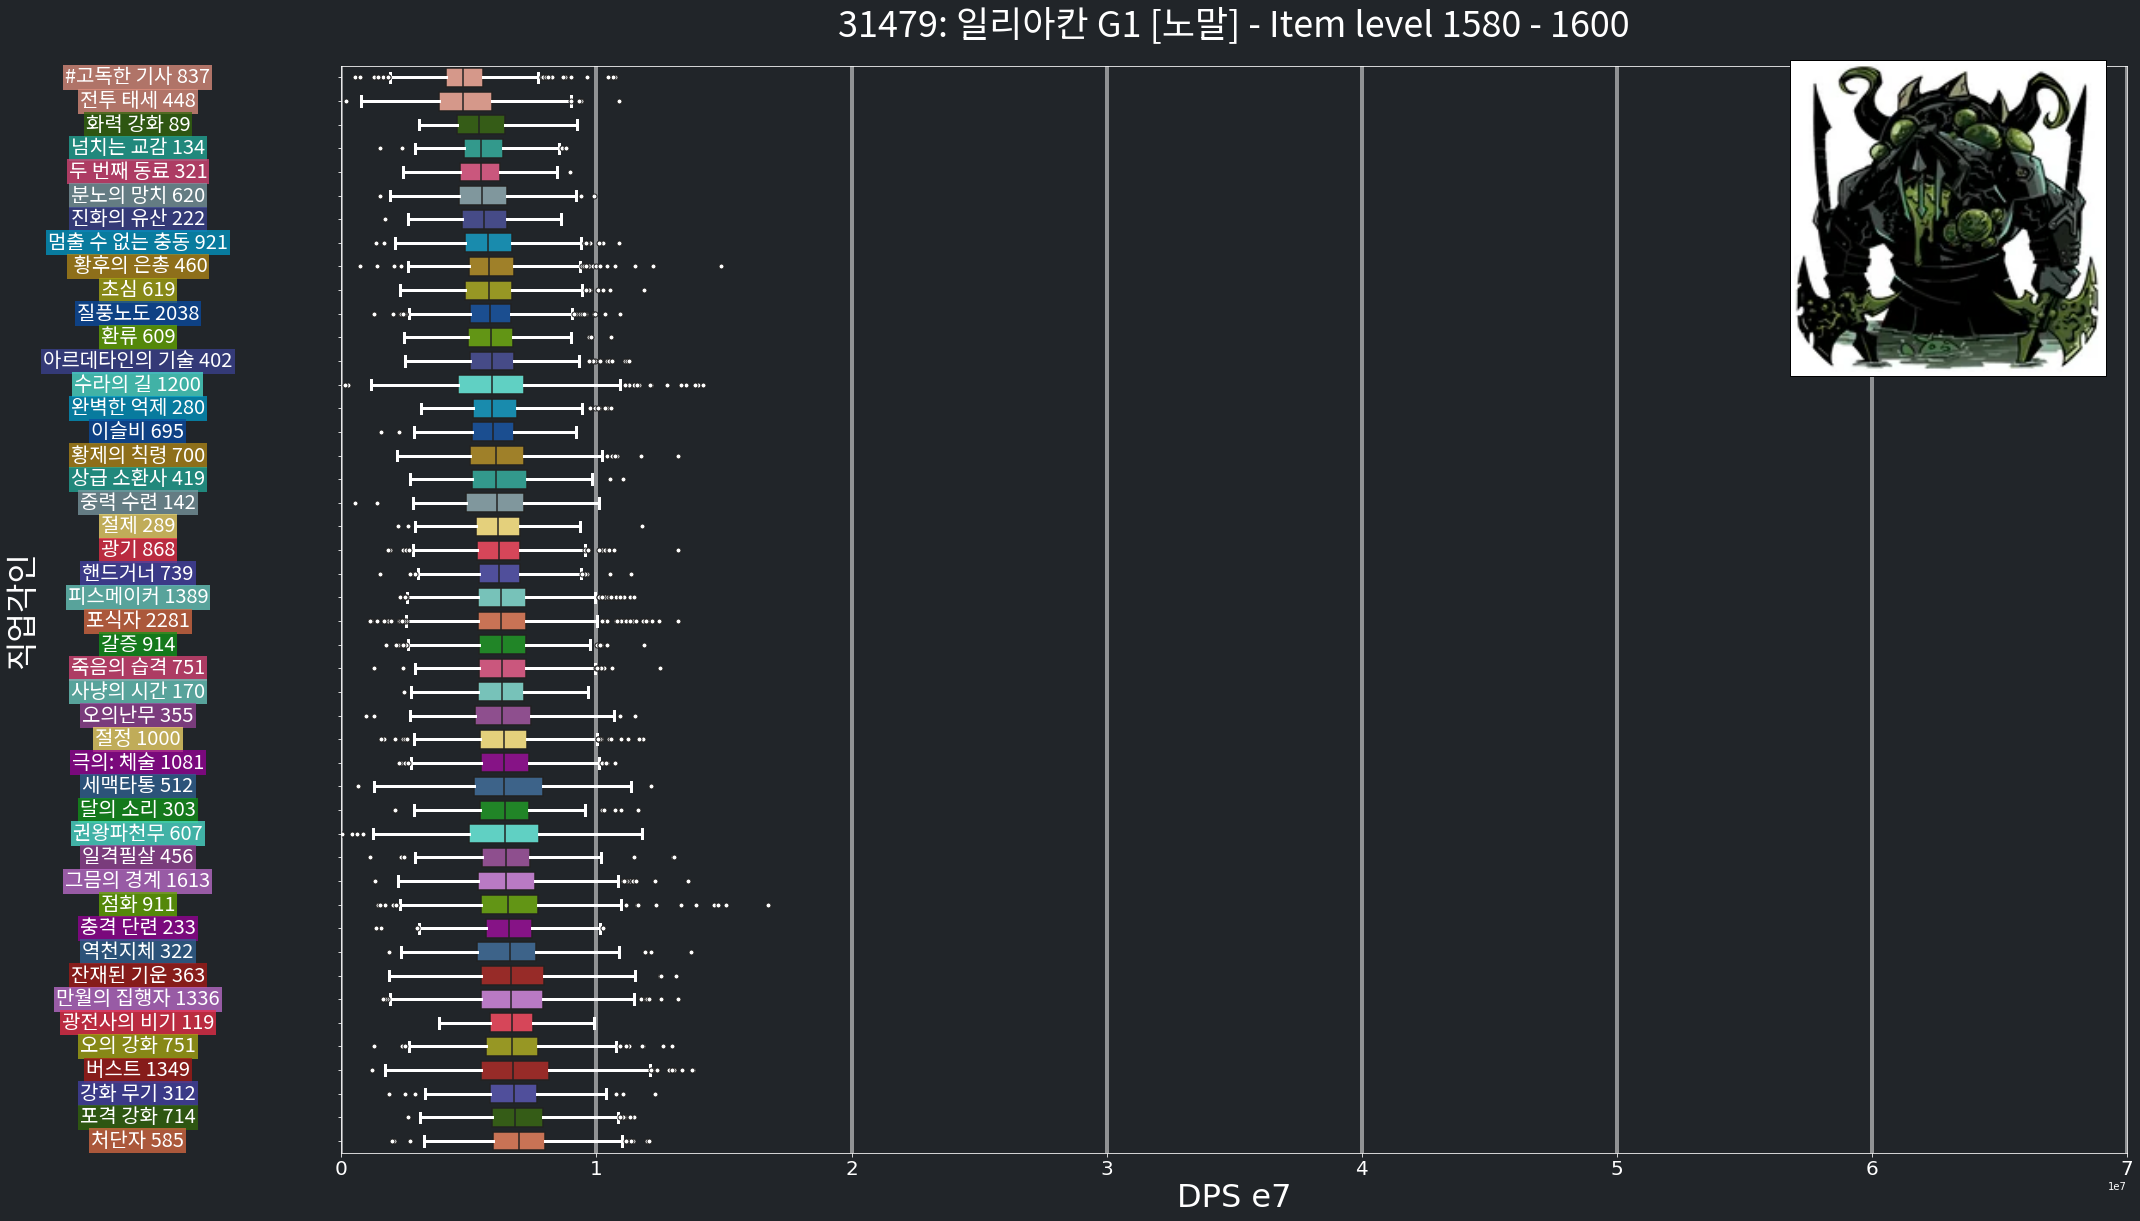 31479: 일리아칸 G1 [노말] - Item level 1580 - 1600
#고독한 기사 837
전투 태세 448
화력 강화 89
넘치는 교감 134
두 번째 동료 321
분노의 망치 620
진화의 유산 222
멈출 수 없는 충동 921
황후의 은총 460
초심 619
질풍노도 2038
환류 609
아르데타인의 기술 402
수라의 길 1200
완벽한 억제 280
이슬비 695
황제의 칙령 700
상급 소환사 419
중력 수련 142
절제 289
광기 868
핸드거너 739
피스메이커 1389
포식자 2281
갈증 914
죽음의 습격 751
사냥의 시간 170
오의난무 355
절정 1000
극의: 체술 1081
세맥타통 512
달의 소리 303
권왕파천무 607
일격필살 456
그믐의 경계 1613
점화 911
충격 단련 233
역천지체 322
잔재된 기운 363
만월의 집행자 1336
광전사의 비기 119
오의 강화 751
버스트 1349
강화 무기 312
포격 강화 714
처단자 585
직업각인
0 1 2 3 4 5 6 7
1e7
DPS e7